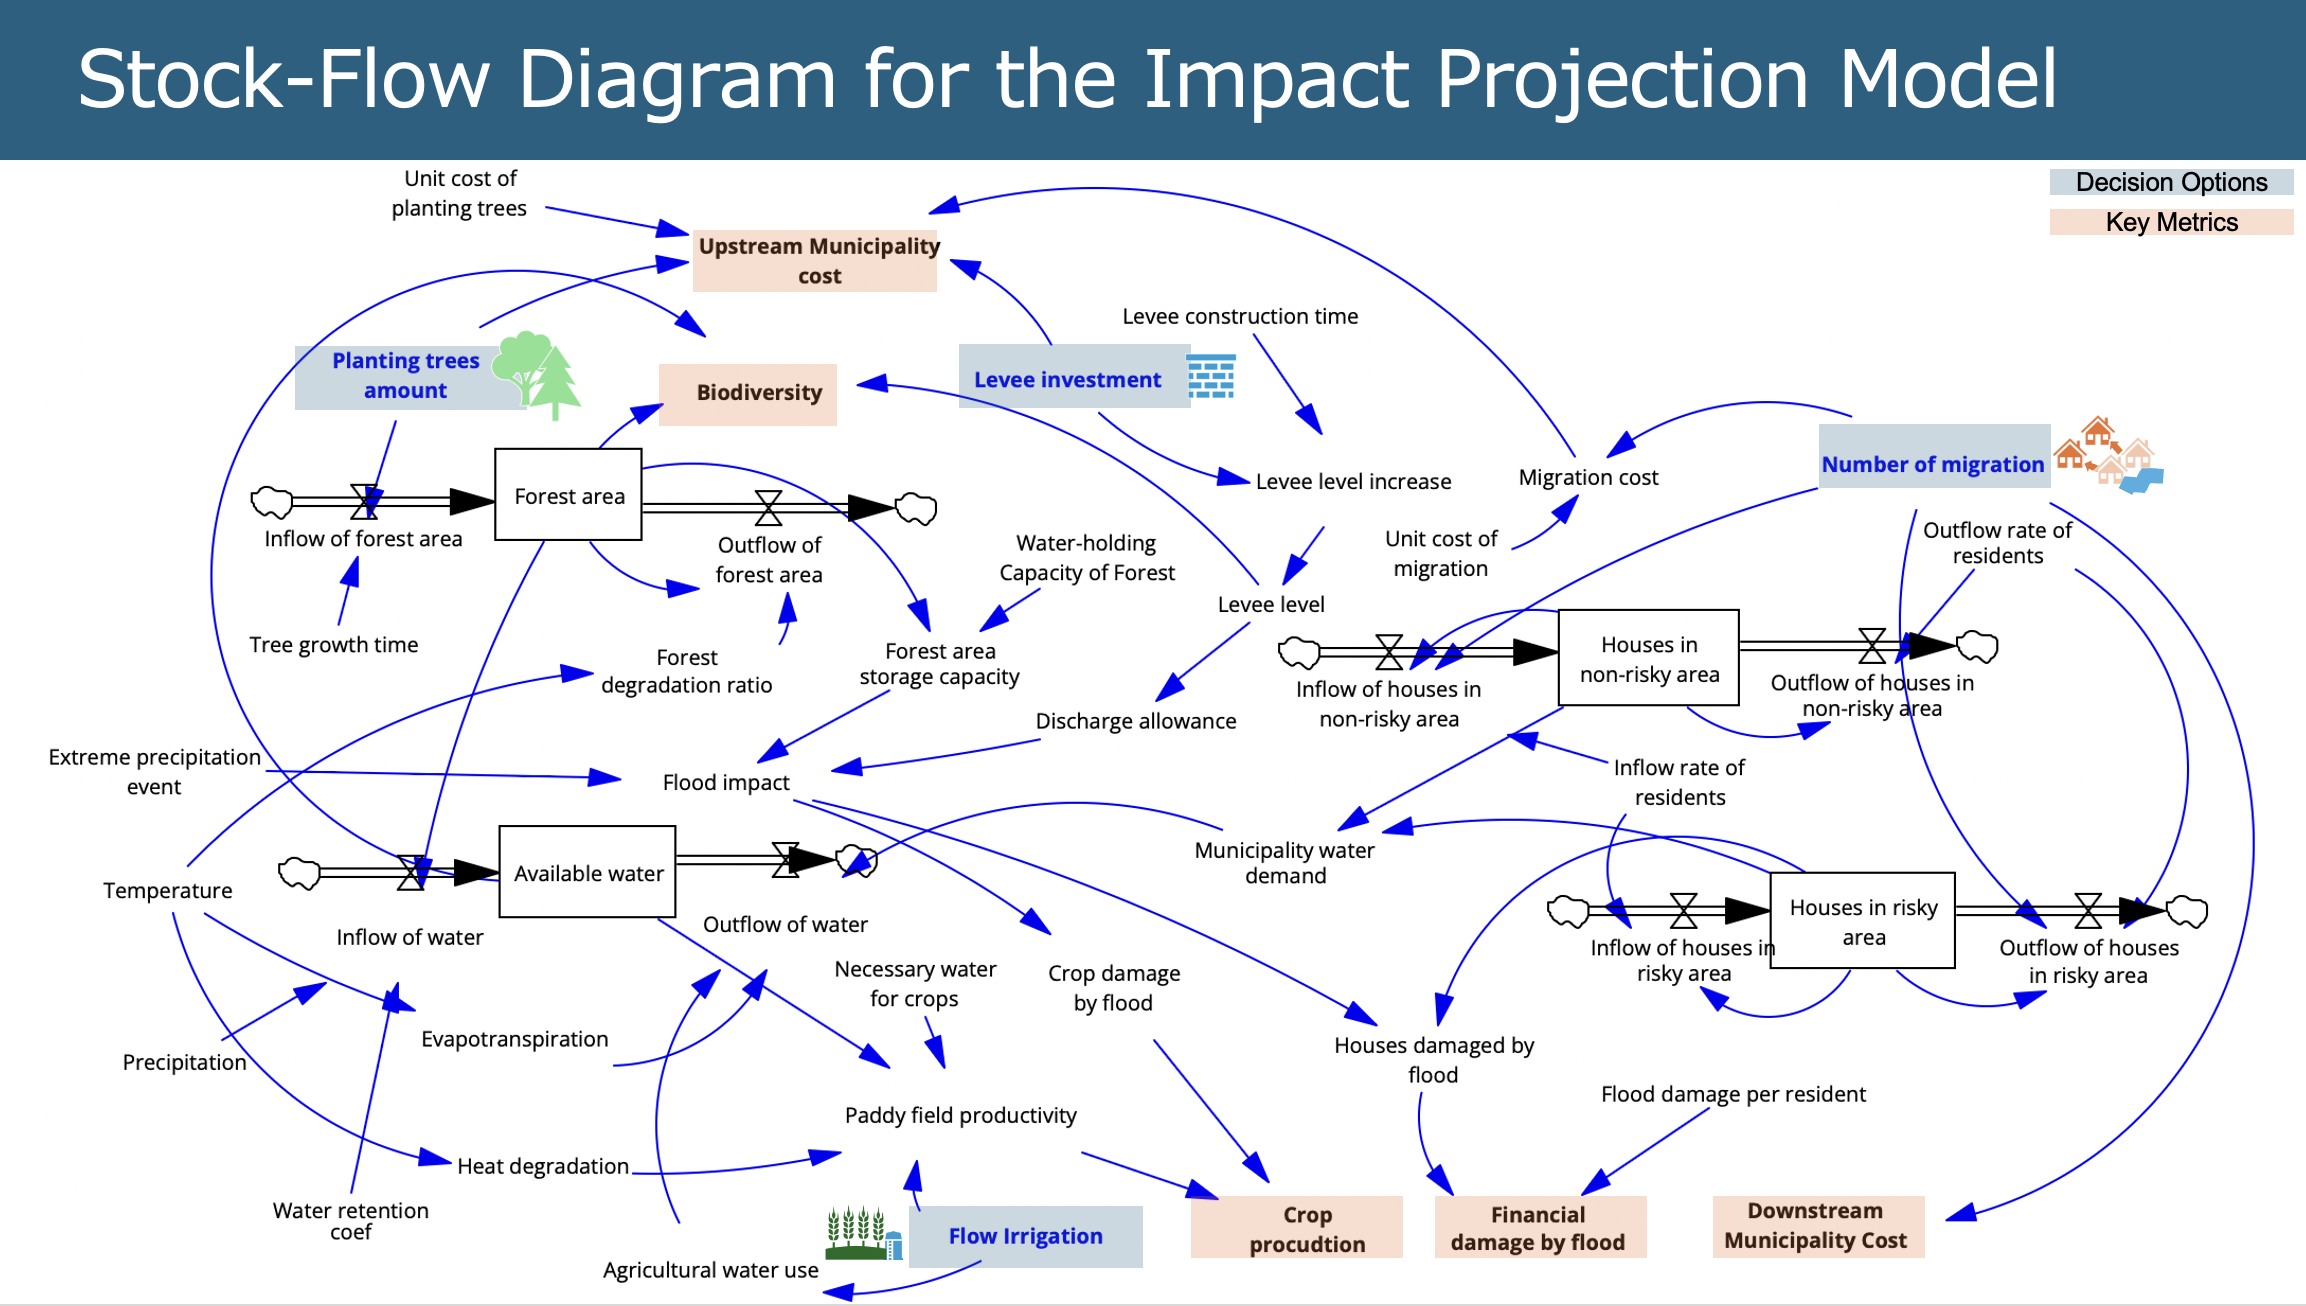 Stock-Flow Diagram for the Impact Projection Model
Decision Options
Key Metrics
Unit cost of
planting trees
Upstream Municipality
cost
Levee construction time
Planting trees
amount
Biodiversity
Levee investment
Number of migration
Forest area
Levee level increase
Migration cost
Inflow of forest area
Outflow of
forest area
Water-holding
Capacity of Forest
Unit cost of
migration
Outflow rate of
residents
Levee level
Tree growth time
Forest
degradation ratio
Forest area
storage capacity
Houses in
non-risky area
Inflow of houses in
non-risky area
Outflow of houses in
non-risky area
Discharge allowance
Extreme precipitation
event
Flood impact
Inflow rate of
residents
Municipality water
demand
Temperature
Available water
Houses in risky
area
Inflow of water
Outflow of water
Inflow of houses in
risky area
Outflow of houses
in risky area
Necessary water
for crops
Crop damage
by flood
Evapotranspiration
Precipitation
Houses damaged by
flood
Flood damage per resident
Paddy field productivity
Heat degradation
Water retention
coef
Flow Irrigation
Crop
procudtion
Financial
damage by flood
Downstream
Municipality Cost
Agricultural water use